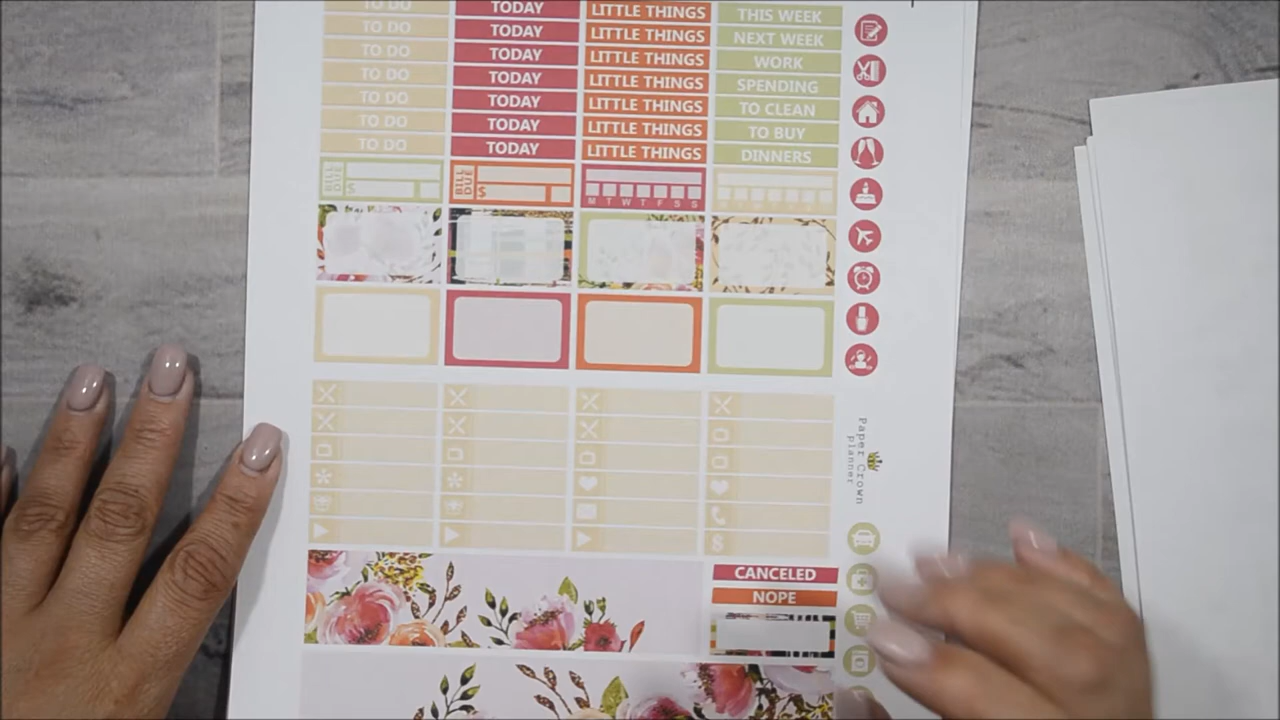 TO DO TODAY LITTLE THINGS THIS WEEK
TO DO TODAY LITTLE THINGS NEXT WEEK
TO DO TODAY LITTLE THINGS WORK
TO DO TODAY LITTLE THINGS SPENDING
TO DO TODAY LITTLE THINGS TO CLEAN
TO DO TODAY LITTLE THINGS TO BUY
TO DO TODAY LITTLE THINGS DINNERS
BILL DUE $
BILL DUE $
M T W T F S S
$
Paper Crown
planner
CANCELED
NOPE